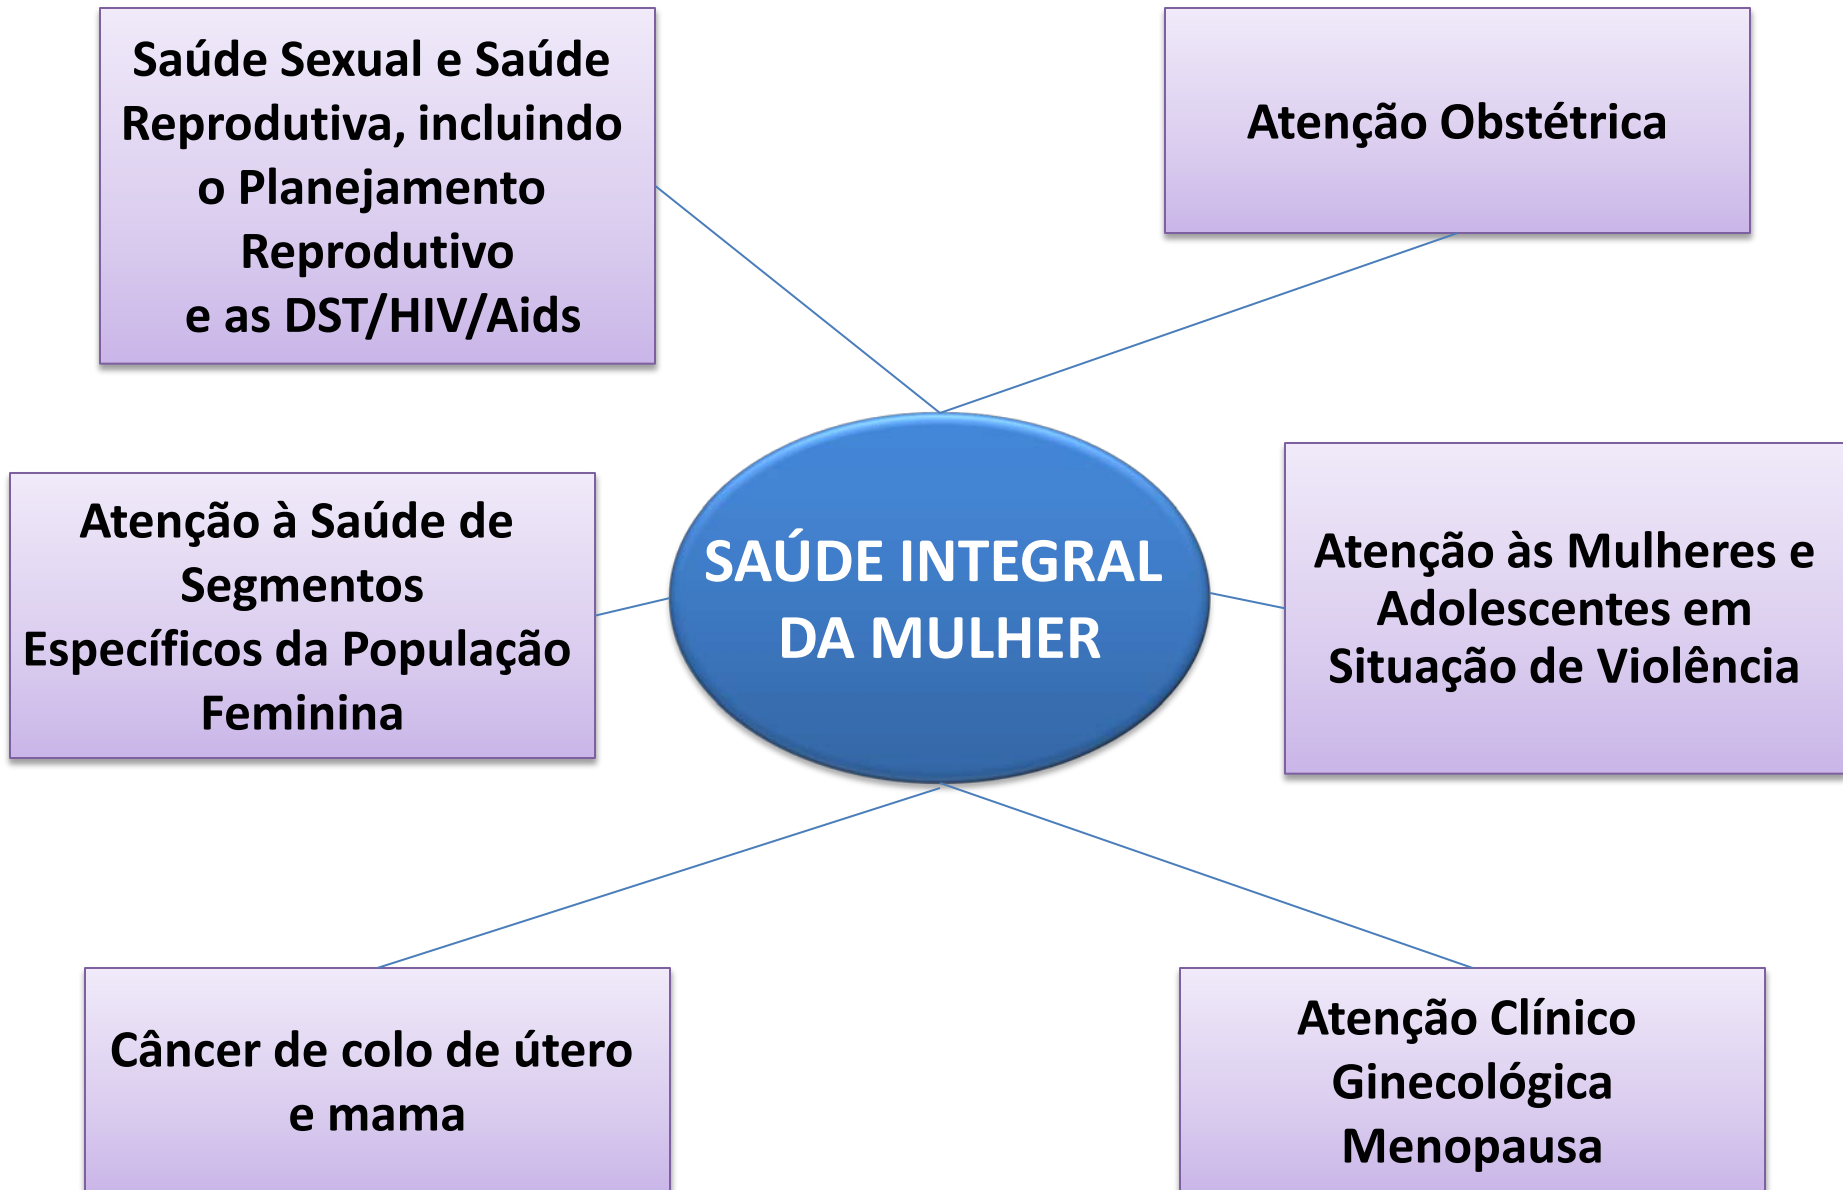 Saúde Sexual e Saúde
Reprodutiva, incluindo
o Planejamento
Reprodutivo
e as DST/HIV/Aids
Atenção Obstétrica
Atenção à Saúde de
Segmentos
Específicos da População
Feminina
SAÚDE INTEGRAL
DA MULHER
Atenção às Mulheres e
Adolescentes em
Situação de Violência
Câncer de colo de útero
e mama
Atenção Clínico
Ginecológica
Menopausa